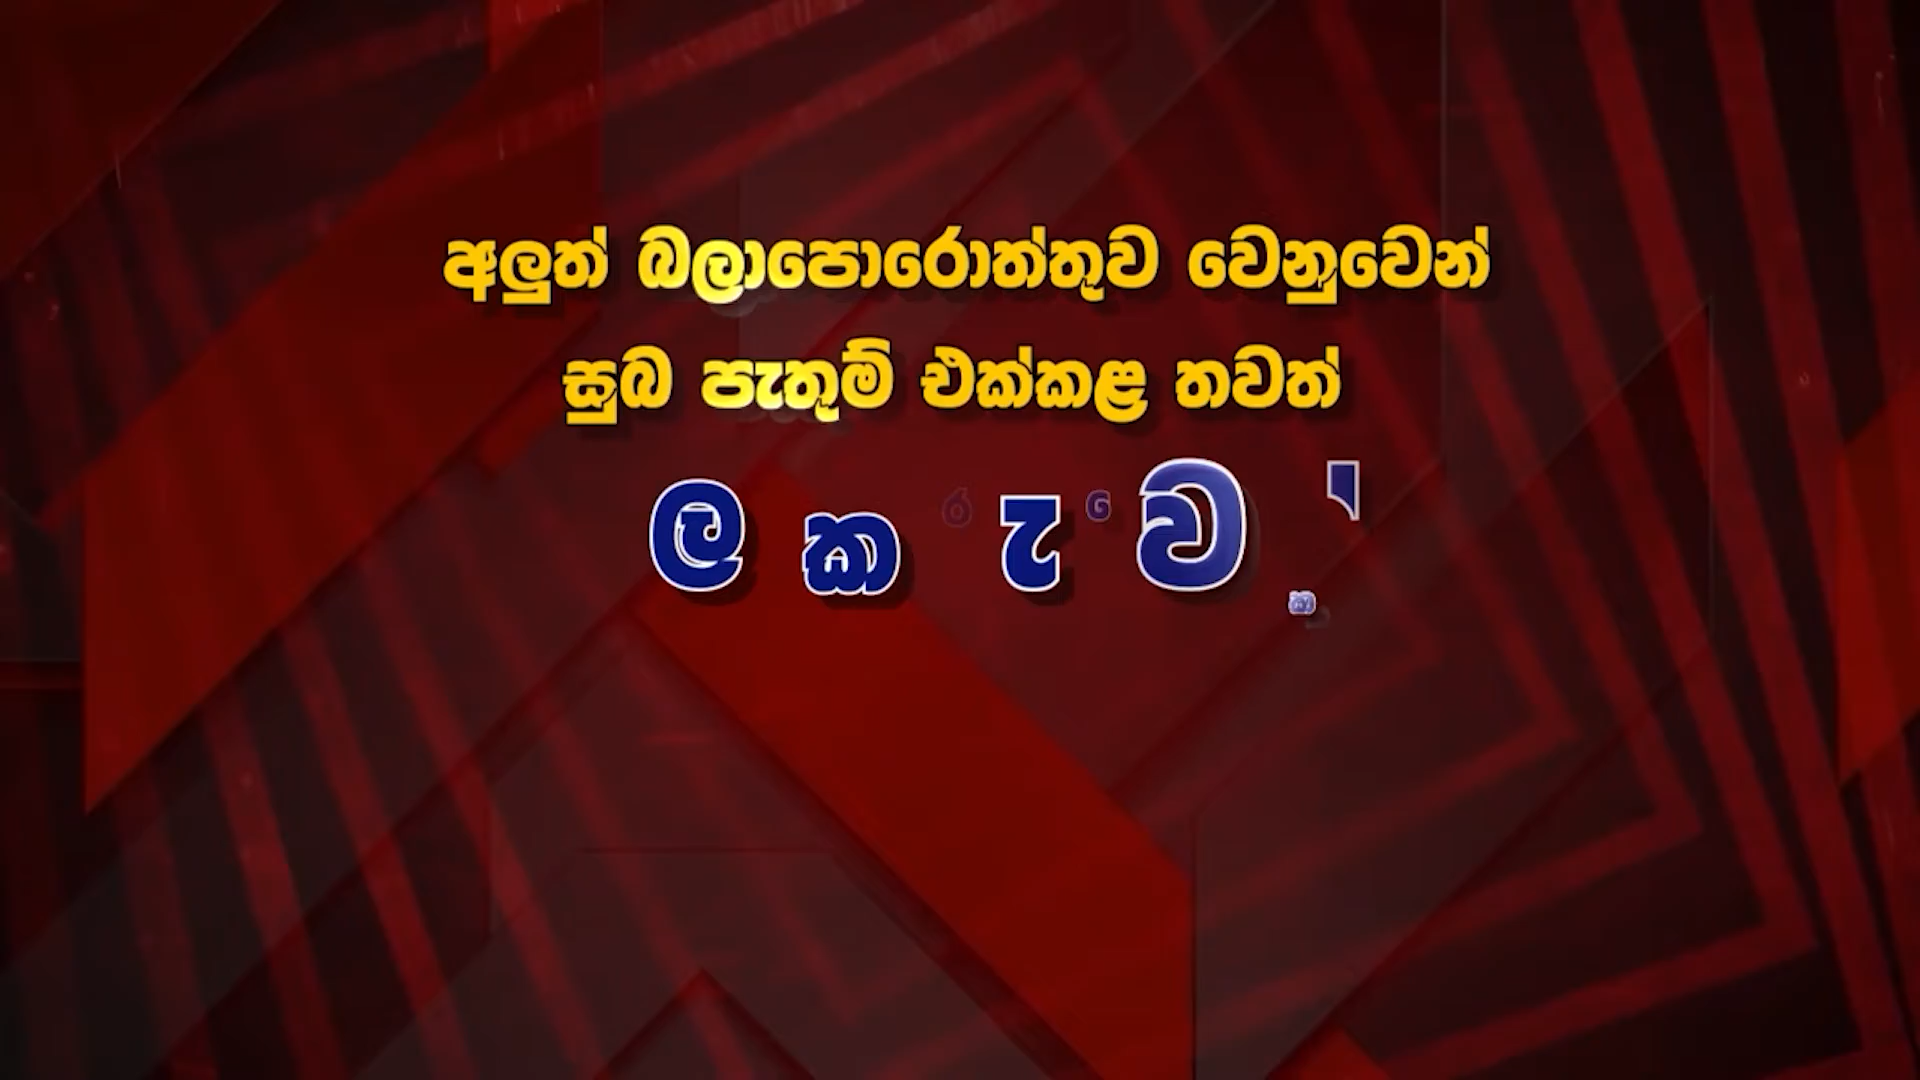 අලුත් බලාපොරොත්තුව වෙනුවෙන්
සුබ පැතුම් එක්කළ තවත්